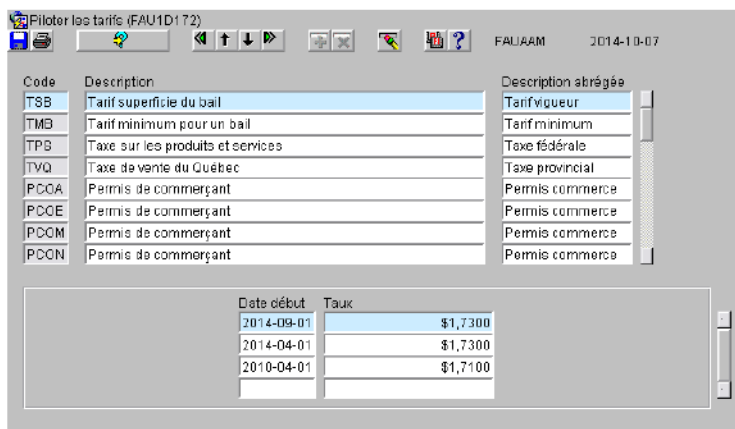 Piloter les tarifs (FAU1D172)
FAUAAM 2014-10-07
Code Description Description abrégée
TSB Tarif superficie du bail Tarif vigueur
TMB Tarif minimum pour un bail Tarif minimum
TPS Taxe sur les produits et services Taxe fédérale
TVQ Taxe de vente du Québec Taxe provincial
PCOA Permis de commerçant Permis commerce
PCOE Permis de commerçant Permis commerce
PCOM Permis de commerçant Permis commerce
PCON Permis de commerçant Permis commerce
Date début Taux
2014-09-01 $1,7300
2014-04-01 $1,7300
2010-04-01 $1,7100